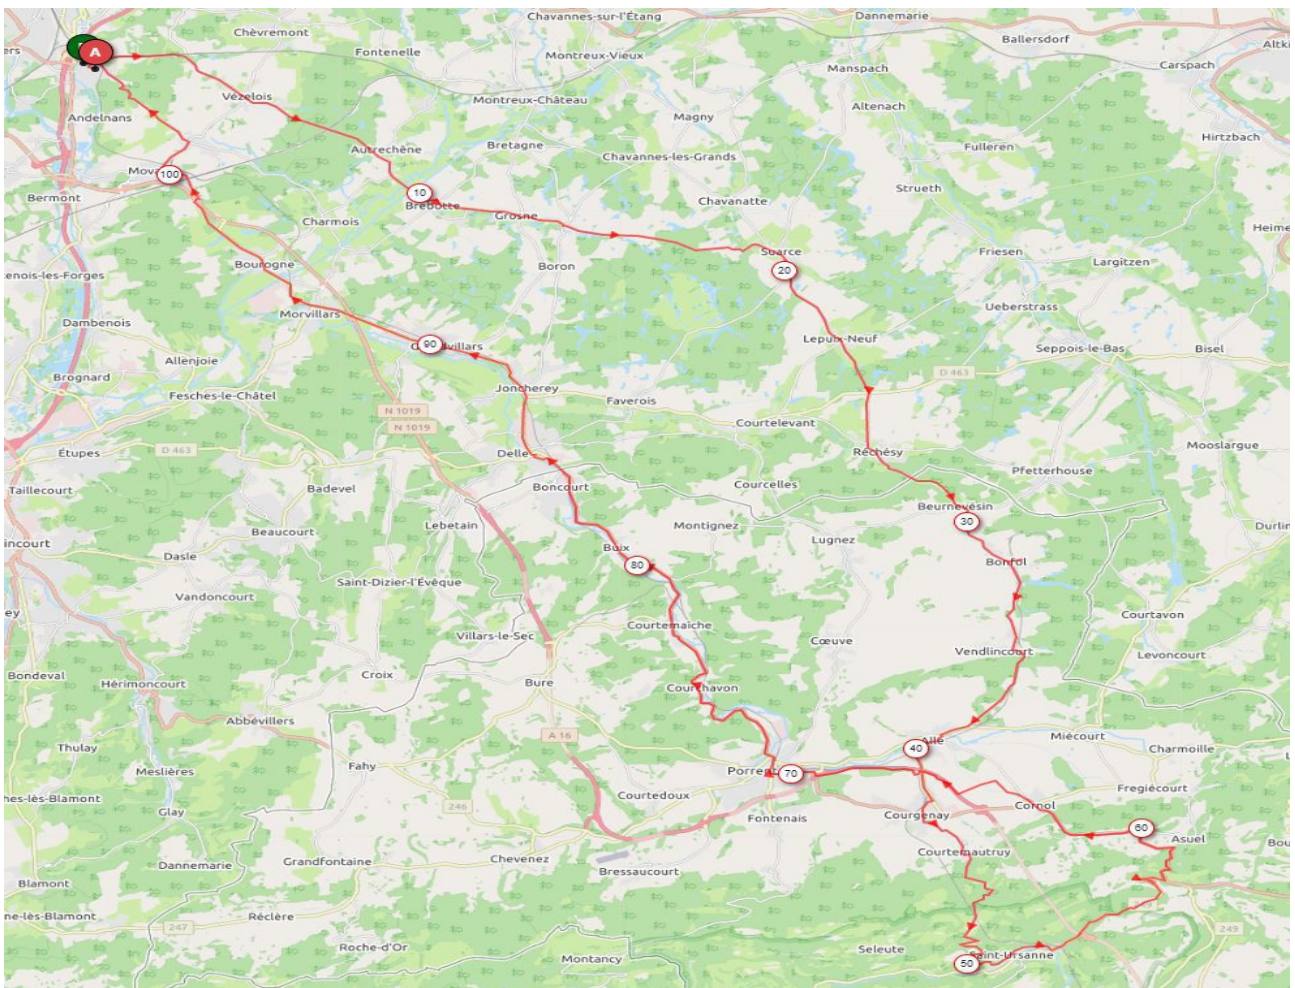 Chavannes-sur-l'Étang
Dannemarie
Chèvremont
Ballersdorf
Fontenelle
Montreux-Vieux
Altki
Carspach
A
Manspach
Vézelois
Montreux-Château
Altenach
Andelnans
Magny
Hirtzbach
Bretagne
Autrechêne
Fulleren
Chavannes-les-Grands
100
Strueth
10
Bermont
Chavanatte
Brebotte
Grosne
Charmois
Suarce
Friesen
Largitzen
Bourogne
Boron
20
enois-les-Forges
Ueberstrass
Morvillars
Dambenois
Lepuix-Neuf
90
Seppois-le-Bas
Bisel
Allenjoie
Brognard
D 463
Joncherey
Fesches-le-Châtel
Faverois
N 1019
Courtelevant
N 1019
Mooslargue
D 463
Étupes
Delle
Réchésy
Pfetterhouse
Badevel
Boncourt
Courcelles
Taillecourt
Beurnevésin
30
Lebetain
Montignez
Beaucourt
Lugnez
incourt
Buix
Dasle
80
Bonfol
Saint-Dizier-l'Évêque
Vandoncourt
ey
Courtavon
Courtemaîche
Villars-le-Sec
Cœuve
Vendlincourt
Levoncourt
Croix
Bondeval
Bure
Hérimoncourt
Courchavon
Abbévillers
A 16
Miécourt
Thulay
40
Charmoille
Fahy
Meslières
70
Fregiécourt
Courtedoux
hes-lès-Blamont
246
Cornol
Glay
Courgenay
Fontenais
60
Asuel
Courtemautruy
Chevenez
Grandfontaine
Dannemarie
Bressaucourt
Blamont
ne-lès-Blamont
Réclère
247
249
Roche-d'Or
Seleute
Saint-Ursanne
Montancy
50